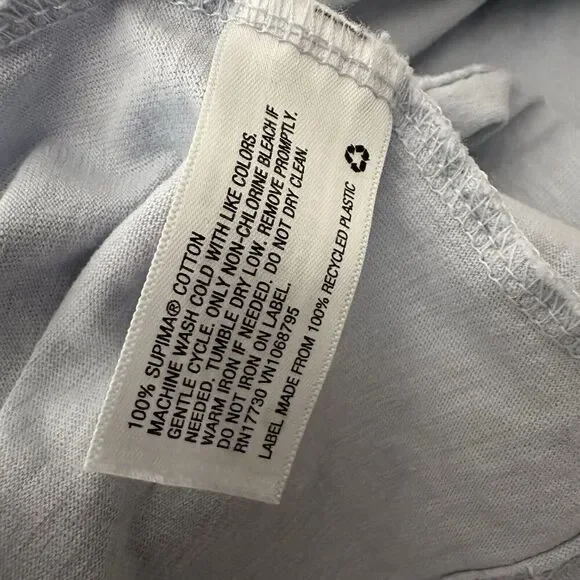 100% SUPIMA® COTTON
MACHINE WASH COLD WITH LIKE COLORS.
GENTLE CYCLE. ONLY NON-CHLORINE BLEACH IF
NEEDED. TUMBLE DRY LOW. REMOVE PROMPTLY.
WARM IRON IF NEEDED. DO NOT DRY CLEAN.
DO NOT IRON ON LABEL.
RN17730 VN1068795
LABEL MADE FROM 100% RECYCLED PLASTIC